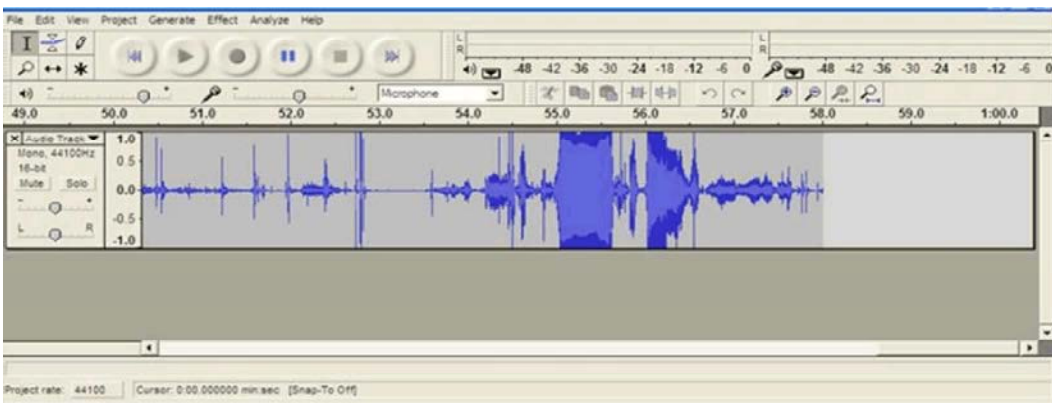 File Edit View Project Generate Effect Analyze Help
L
R
-48 -42 -36 -30 -24 -18 -12 -6 0
L
R
-48 -42 -36 -30 -24 -18 -12 -6 0
Microphone
49.0 50.0 51.0 52.0 53.0 54.0 55.0 56.0 57.0 58.0 59.0 1:00.0
Audio Track
Mono, 44100Hz
16-bit
Mute Solo
- +
L R
1.0
0.5
0.0
-0.5
-1.0
Project rate: 44100 Cursor: 0:00.000000 min:sec [Snap-To Off]